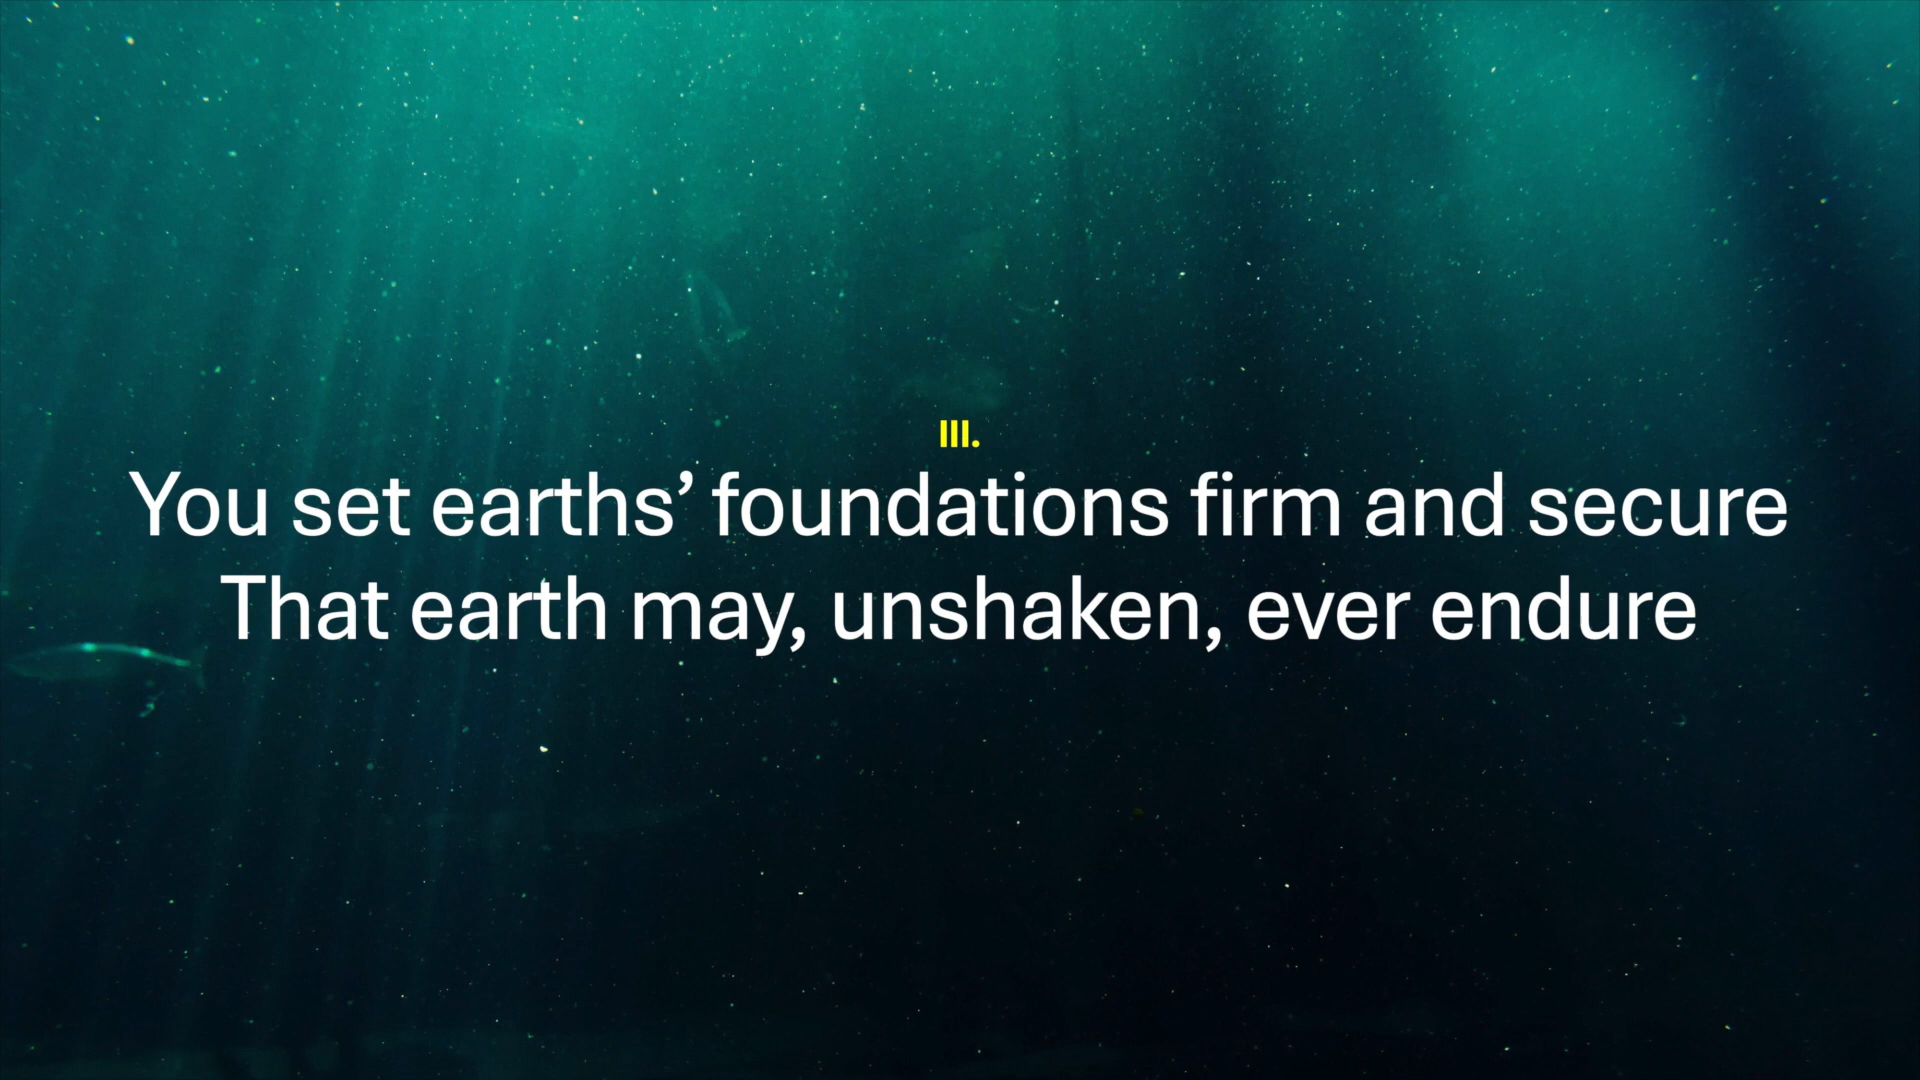 III.
You set earths’ foundations firm and secure
That earth may, unshaken, ever endure